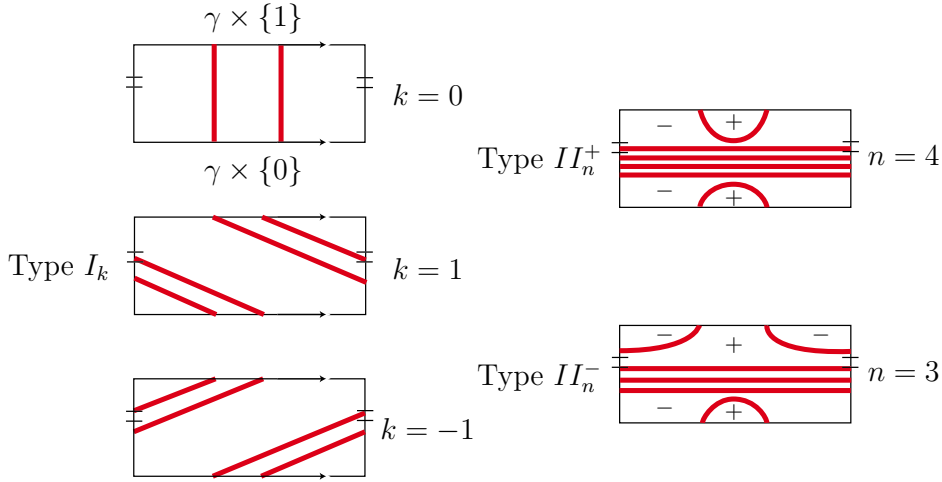 γ × {1}
k = 0
γ × {0}
Type I_k
k = 1
k = −1
− +
Type II_n^+
n = 4
− +
− + −
Type II_n^-
n = 3
− +